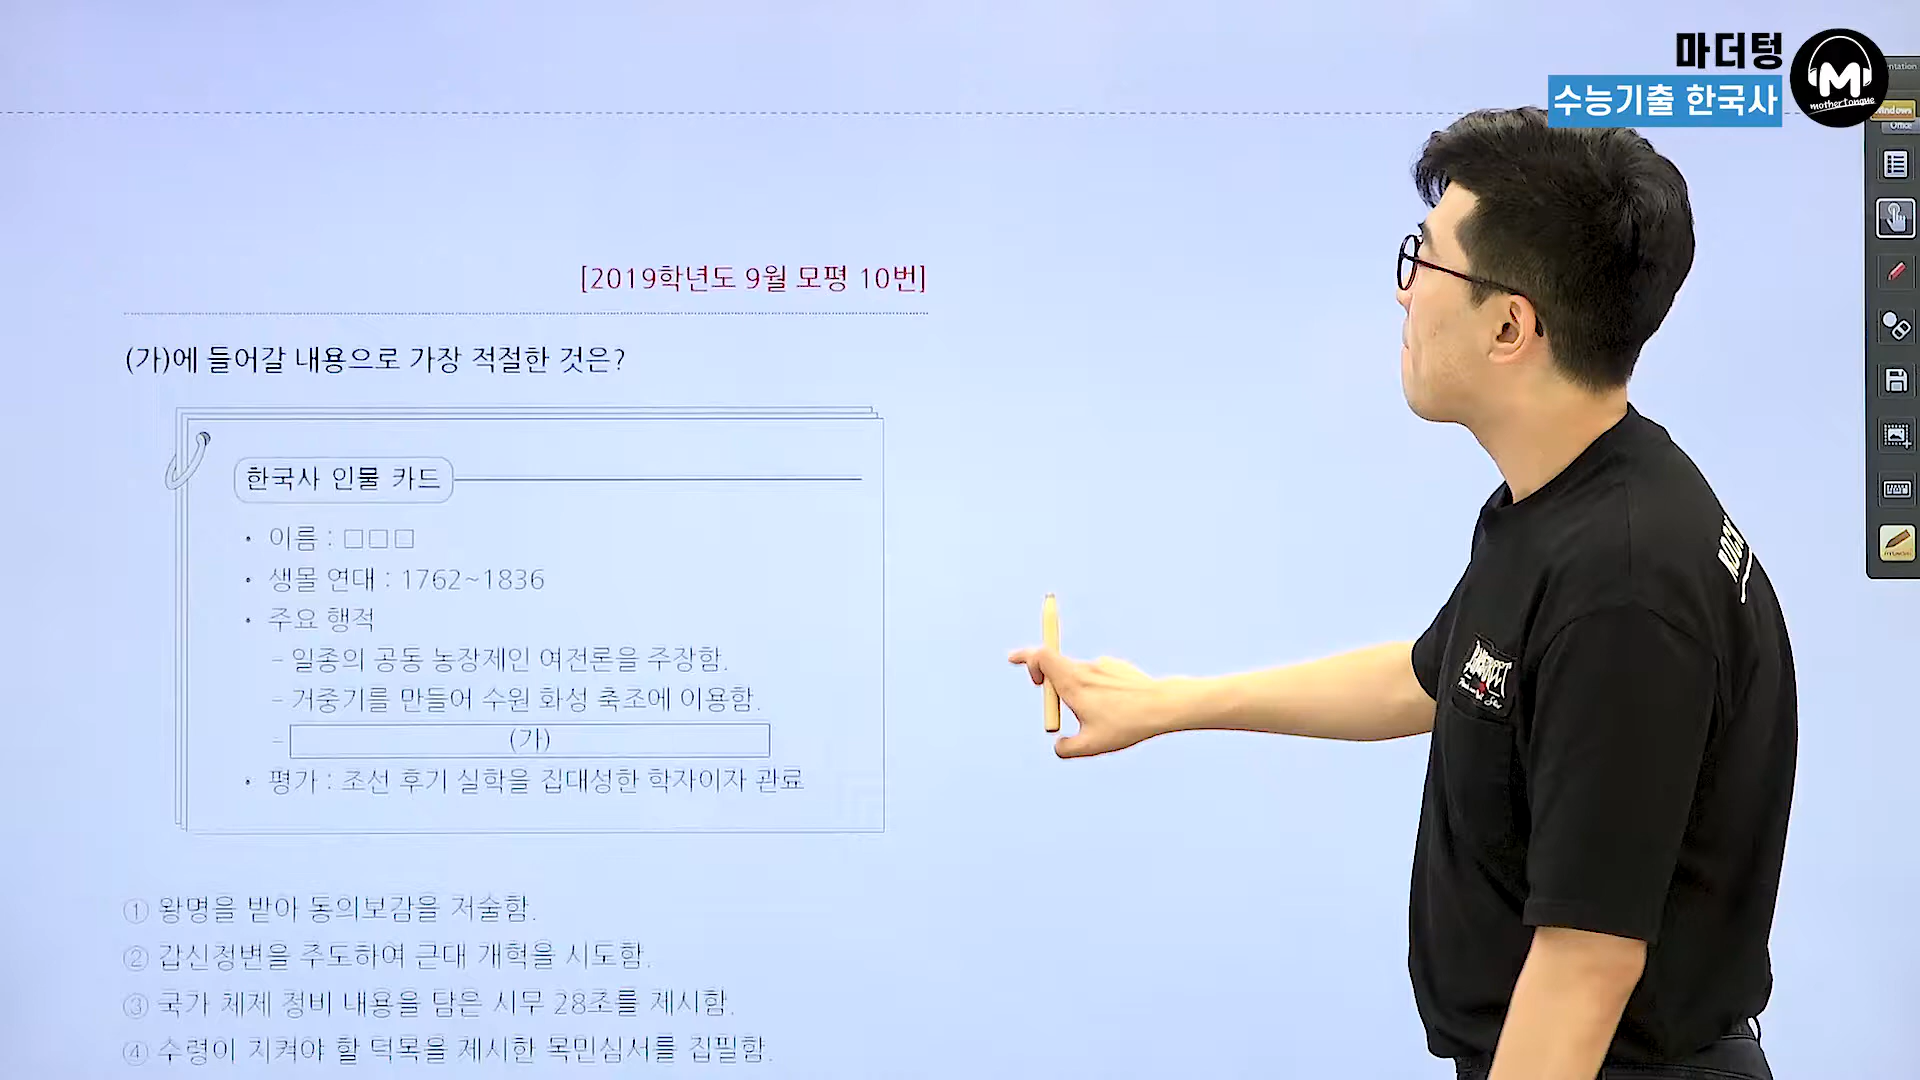 마더텅
수능기출 한국사
M
mothertongue
[2019학년도 9월 모평 10번]
(가)에 들어갈 내용으로 가장 적절한 것은?
한국사 인물 카드
• 이름 : □□□
• 생몰 연대 : 1762~1836
• 주요 행적
– 일종의 공동 농장제인 여전론을 주장함.
– 거중기를 만들어 수원 화성 축조에 이용함.
– (가)
• 평가 : 조선 후기 실학을 집대성한 학자이자 관료
① 왕명을 받아 동의보감을 저술함.
② 갑신정변을 주도하여 근대 개혁을 시도함.
③ 국가 체제 정비 내용을 담은 시무 28조를 제시함.
④ 수령이 지켜야 할 덕목을 제시한 목민심서를 집필함.